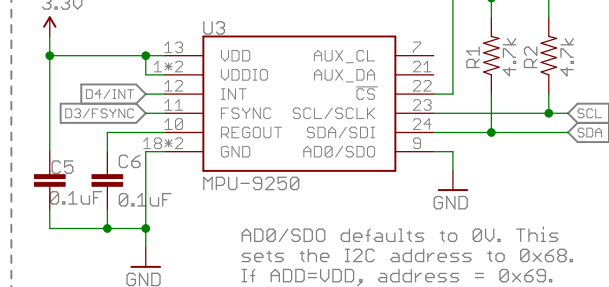 3.3V
U3
13 VDD AUX_CL 7
1*2 VDDIO AUX_DA 21
D4/INT 12 INT CS 22
D3/FSYNC 11 FSYNC SCL/SCLK 23 SCL
10 REGOUT SDA/SDI 24 SDA
18*2 GND AD0/SDO 9
MPU-9250
R1 4.7k R2 4.7k
C5 C6
0.1uF 0.1uF
GND
GND
AD0/SDO defaults to 0V. This
sets the I2C address to 0x68.
If ADD=VDD, address = 0x69.